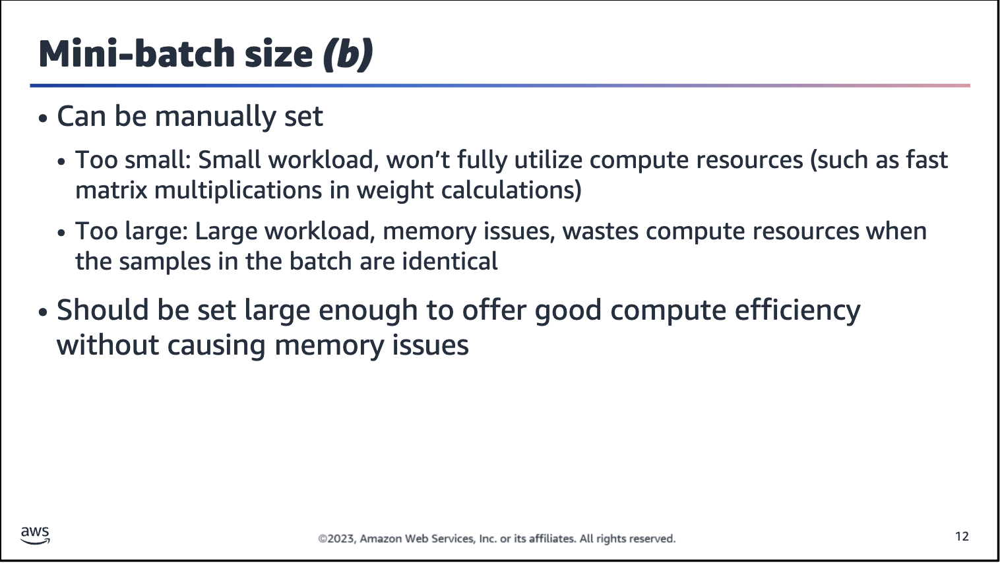 Mini-batch size (b)
• Can be manually set
• Too small: Small workload, won’t fully utilize compute resources (such as fast
matrix multiplications in weight calculations)
• Too large: Large workload, memory issues, wastes compute resources when
the samples in the batch are identical
• Should be set large enough to offer good compute efficiency
without causing memory issues
aws
©2023, Amazon Web Services, Inc. or its affiliates. All rights reserved.
12